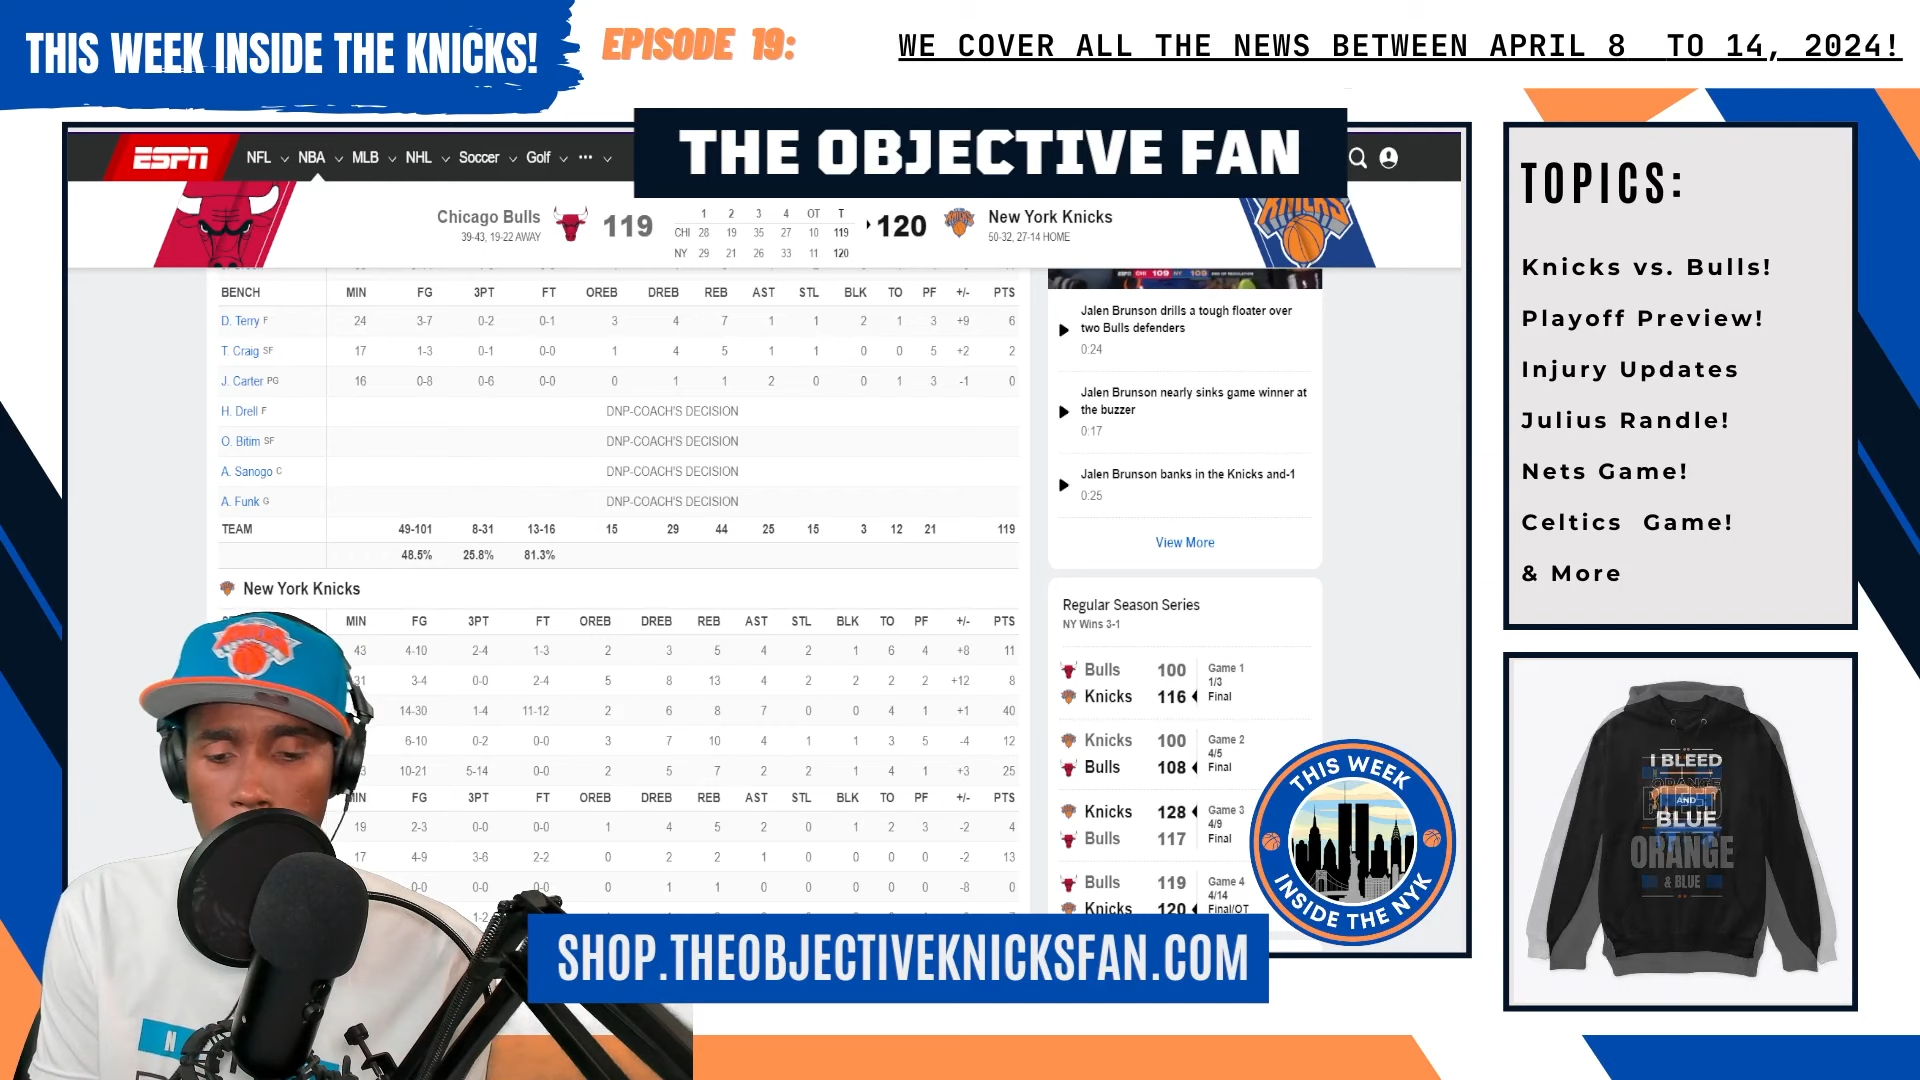 THIS WEEK INSIDE THE KNICKS!
EPISODE 19:
WE COVER ALL THE NEWS BETWEEN APRIL 8 TO 14, 2024!
THE OBJECTIVE FAN
ESPN NFL NBA MLB NHL Soccer Golf ...
Chicago Bulls 119
39-43, 19-22 AWAY
1 2 3 4 OT T
CHI 28 19 35 27 10 119
NY 29 21 26 33 11 120
120 New York Knicks
50-32, 27-14 HOME
KNICKS
BENCH MIN FG 3PT FT OREB DREB REB AST STL BLK TO PF +/- PTS
D. Terry F 24 3-7 0-2 0-1 3 4 7 1 1 2 1 3 +9 6
T. Craig SF 17 1-3 0-1 0-0 1 4 5 1 1 0 0 5 +2 2
J. Carter PG 16 0-8 0-6 0-0 0 1 1 2 0 0 1 3 -1 0
H. Drell F DNP-COACH'S DECISION
O. Bitim SF DNP-COACH'S DECISION
A. Sanogo C DNP-COACH'S DECISION
A. Funk G DNP-COACH'S DECISION
TEAM 49-101 8-31 13-16 15 29 44 25 15 3 12 21 119
48.5% 25.8% 81.3%
New York Knicks
MIN FG 3PT FT OREB DREB REB AST STL BLK TO PF +/- PTS
43 4-10 2-4 1-3 2 3 5 4 2 1 6 4 +8 11
31 3-4 0-0 2-4 5 8 13 4 2 2 2 2 +12 8
14-30 1-4 11-12 2 6 8 7 0 0 4 1 +1 40
6-10 0-2 0-0 3 7 10 4 1 1 3 5 -4 12
3 10-21 5-14 0-0 2 5 7 2 2 1 4 1 +3 25
MIN FG 3PT FT OREB DREB REB AST STL BLK TO PF +/- PTS
19 2-3 0-0 0-0 1 4 5 2 0 1 2 3 -2 4
17 4-9 3-6 2-2 0 2 2 1 0 0 0 0 -2 13
0-0 0-0 0-0 0 1 1 0 0 0 0 0 -8 0
1-2
CHI 109 NY 109
Jalen Brunson drills a tough floater over
two Bulls defenders
0:24
Jalen Brunson nearly sinks game winner at
the buzzer
0:17
Jalen Brunson banks in the Knicks and-1
0:25
View More
Regular Season Series
NY Wins 3-1
Bulls 100 Game 1
1/3
Knicks 116 Final
Knicks 100 Game 2
4/5
Bulls 108 Final
Knicks 128 Game 3
4/9
Bulls 117 Final
Bulls 119 Game 4
4/14
Knicks 120 Final/OT
THIS WEEK
INSIDE THE NYK
SHOP.THEOBJECTIVEKNICKSFAN.COM
TOPICS:
Knicks vs. Bulls!
Playoff Preview!
Injury Updates
Julius Randle!
Nets Game!
Celtics Game!
& More
I BLEED
ORANGE
AND
BLUE
ORANGE
& BLUE